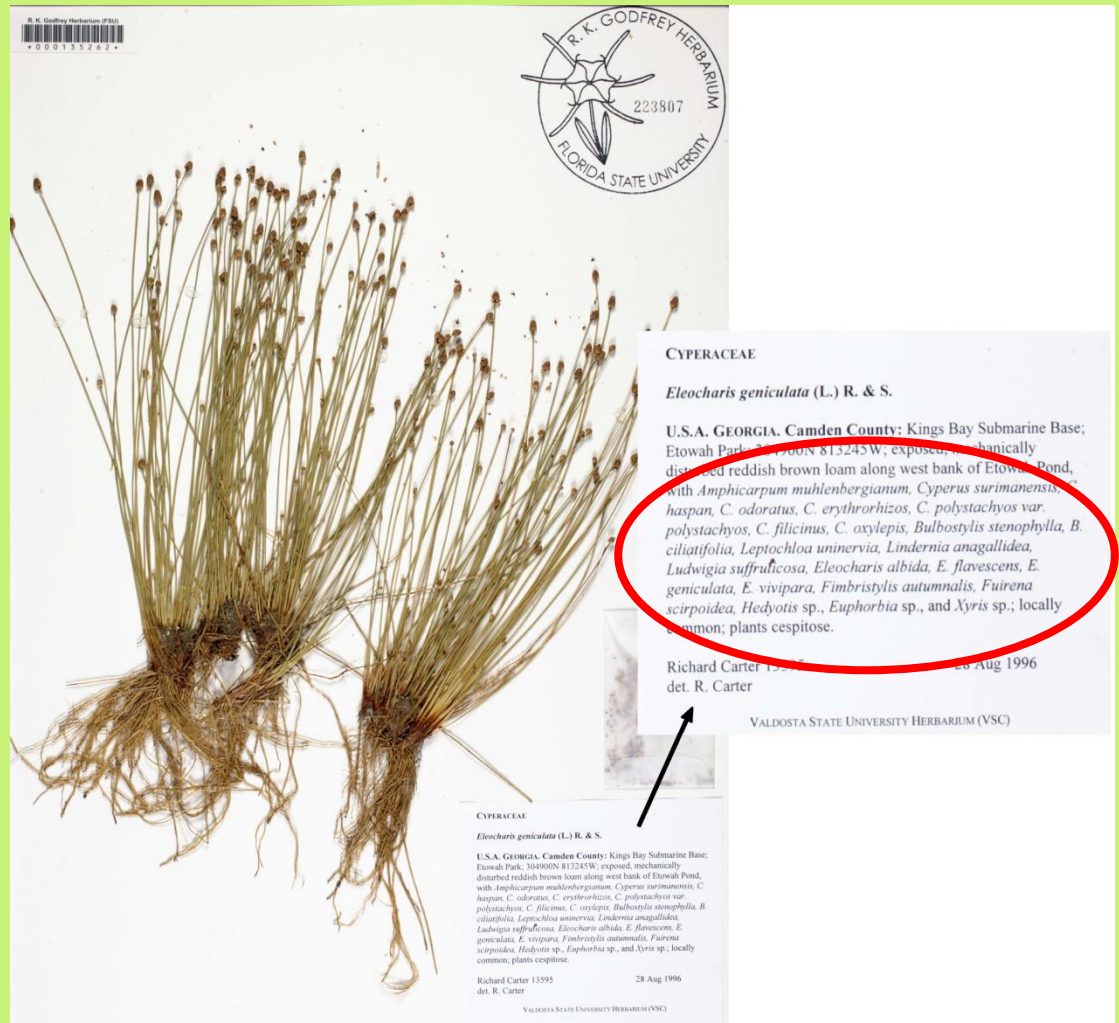 R. K. Godfrey Herbarium (FSU)
*000135262*
R. K. GODFREY HERBARIUM
223807
FLORIDA STATE UNIVERSITY
CYPERACEAE
Eleocharis geniculata (L.) R. & S.
U.S.A. GEORGIA. Camden County: Kings Bay Submarine Base;
Etowah Park; 304900N 813245W; exposed, mechanically
disturbed reddish brown loam along west bank of Etowah Pond,
with Amphicarpum muhlenbergianum, Cyperus surimanensis, C.
haspan, C. odoratus, C. erythrorhizos, C. polystachyos var.
polystachyos, C. filicinus, C. oxylepis, Bulbostylis stenophylla, B.
ciliatifolia, Leptochloa uninervia, Lindernia anagallidea,
Ludwigia suffruticosa, Eleocharis albida, E. flavescens, E.
geniculata, E. vivipara, Fimbristylis autumnalis, Fuirena
scirpoidea, Hedyotis sp., Euphorbia sp., and Xyris sp.; locally
common; plants cespitose.
Richard Carter 13595 28 Aug 1996
det. R. Carter
VALDOSTA STATE UNIVERSITY HERBARIUM (VSC)
CYPERACEAE
Eleocharis geniculata (L.) R. & S.
U.S.A. GEORGIA. Camden County: Kings Bay Submarine Base;
Etowah Park; 304900N 813245W; exposed, mechanically
disturbed reddish brown loam along west bank of Etowah Pond,
with Amphicarpum muhlenbergianum, Cyperus surimanensis, C.
haspan, C. odoratus, C. erythrorhizos, C. polystachyos var.
polystachyos, C. filicinus, C. oxylepis, Bulbostylis stenophylla, B.
ciliatifolia, Leptochloa uninervia, Lindernia anagallidea,
Ludwigia suffruticosa, Eleocharis albida, E. flavescens, E.
geniculata, E. vivipara, Fimbristylis autumnalis, Fuirena
scirpoidea, Hedyotis sp., Euphorbia sp., and Xyris sp.; locally
common; plants cespitose.
Richard Carter 13595 28 Aug 1996
det. R. Carter
VALDOSTA STATE UNIVERSITY HERBARIUM (VSC)